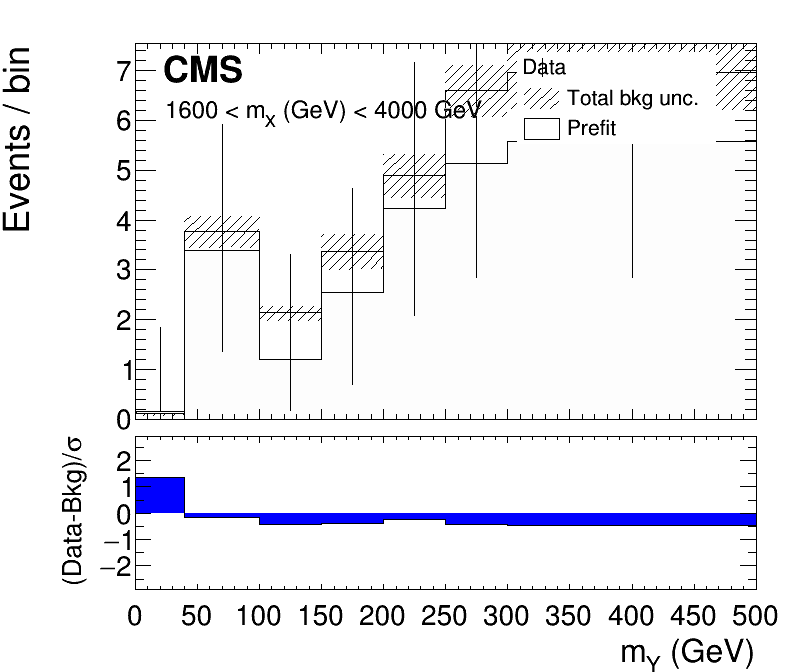 Events / bin
7
6
5
4
3
2
1
0
CMS
1600 < mX (GeV) < 4000 GeV
Data
Total bkg unc.
Prefit
(Data-Bkg)/σ
2
1
0
−1
−2
0 50 100 150 200 250 300 350 400 450 500
mY (GeV)